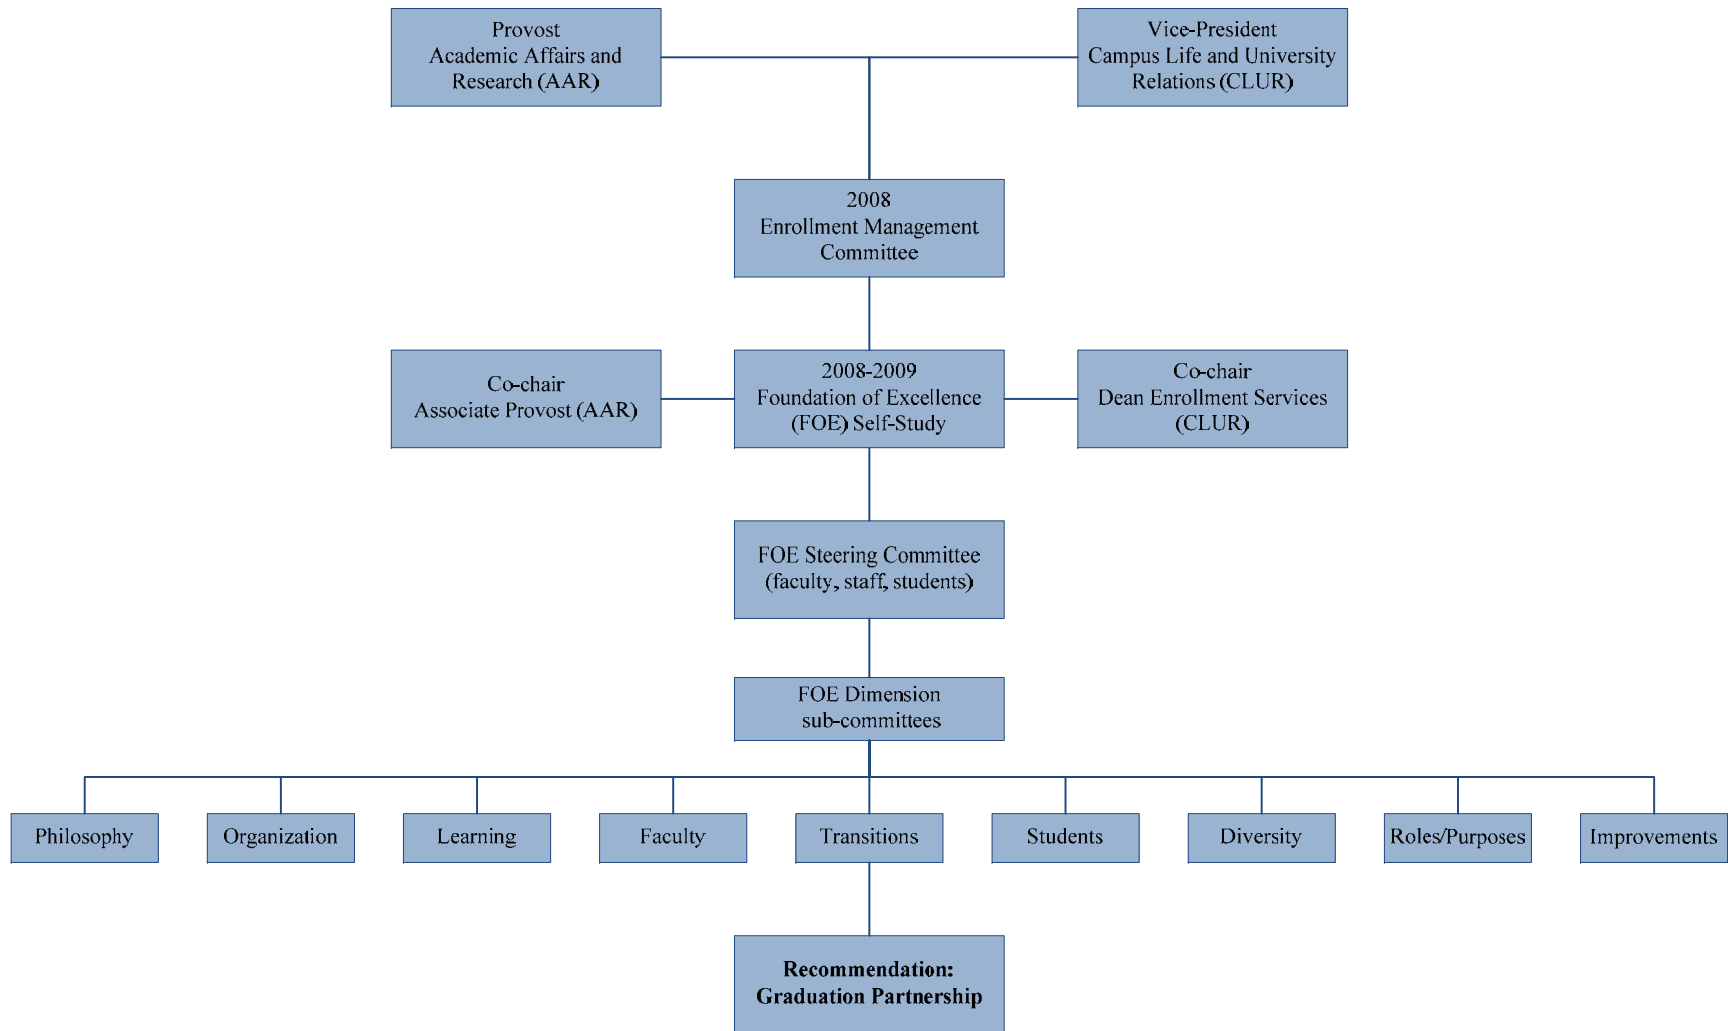 Provost
Academic Affairs and
Research (AAR)
Vice-President
Campus Life and University
Relations (CLUR)
2008
Enrollment Management
Committee
Co-chair
Associate Provost (AAR)
2008-2009
Foundation of Excellence
(FOE) Self-Study
Co-chair
Dean Enrollment Services
(CLUR)
FOE Steering Committee
(faculty, staff, students)
FOE Dimension
sub-committees
Philosophy
Organization
Learning
Faculty
Transitions
Students
Diversity
Roles/Purposes
Improvements
Recommendation:
Graduation Partnership